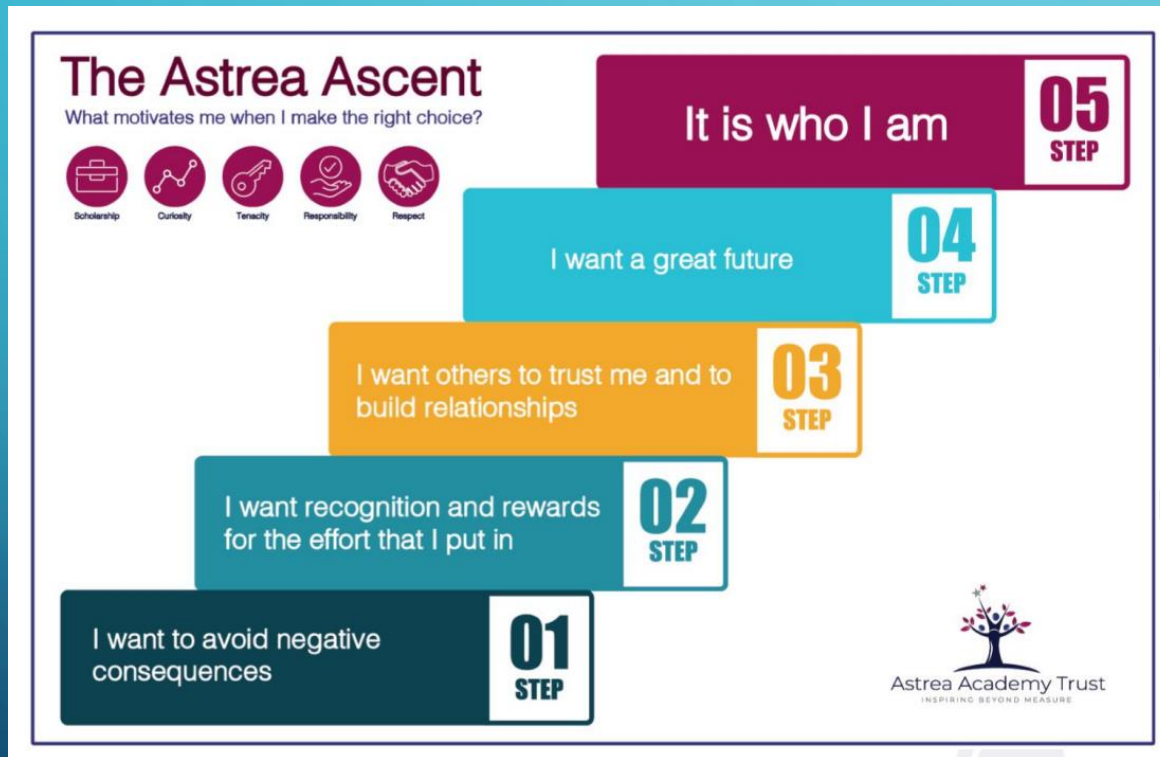 The Astrea Ascent
What motivates me when I make the right choice?
Scholarship
Curiosity
Tenacity
Responsibility
Respect
It is who I am
05
STEP
I want a great future
04
STEP
I want others to trust me and to
build relationships
03
STEP
I want recognition and rewards
for the effort that I put in
02
STEP
I want to avoid negative
consequences
01
STEP
Astrea Academy Trust
INSPIRING BEYOND MEASURE